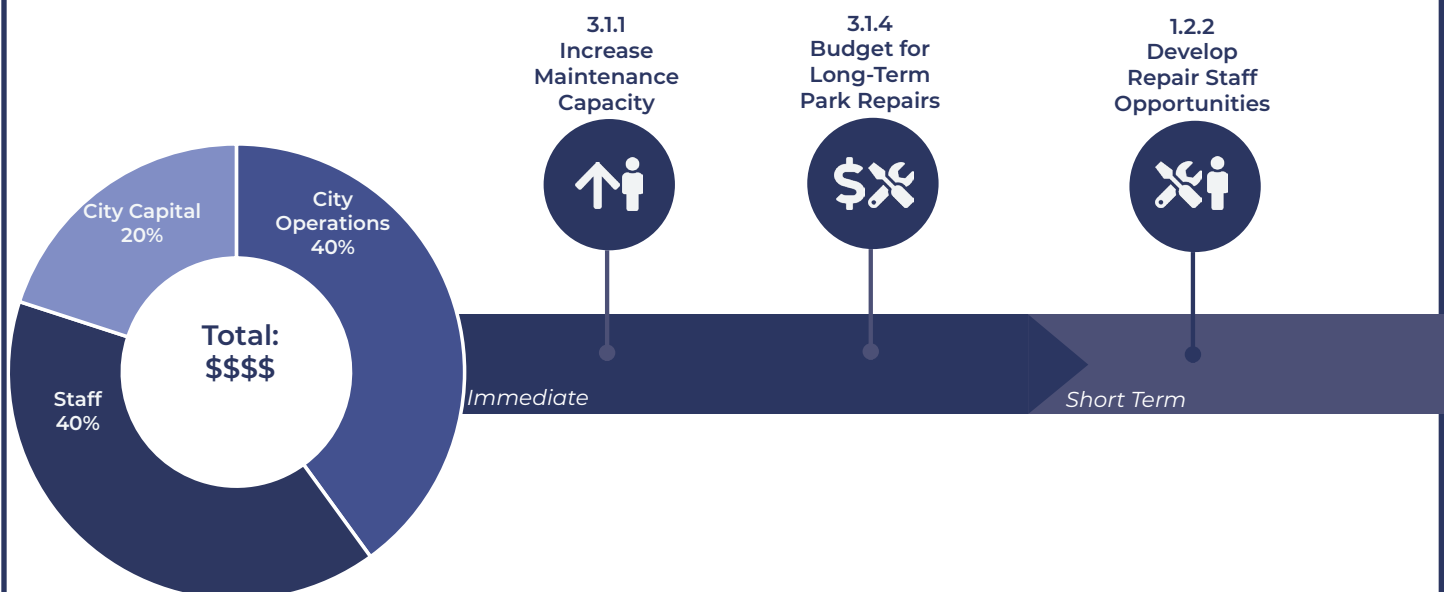 3.1.1
Increase
Maintenance
Capacity
3.1.4
Budget for
Long-Term
Park Repairs
1.2.2
Develop
Repair Staff
Opportunities
City Capital
20%
City
Operations
40%
Total:
$$$$
Staff
40%
Immediate
Short Term